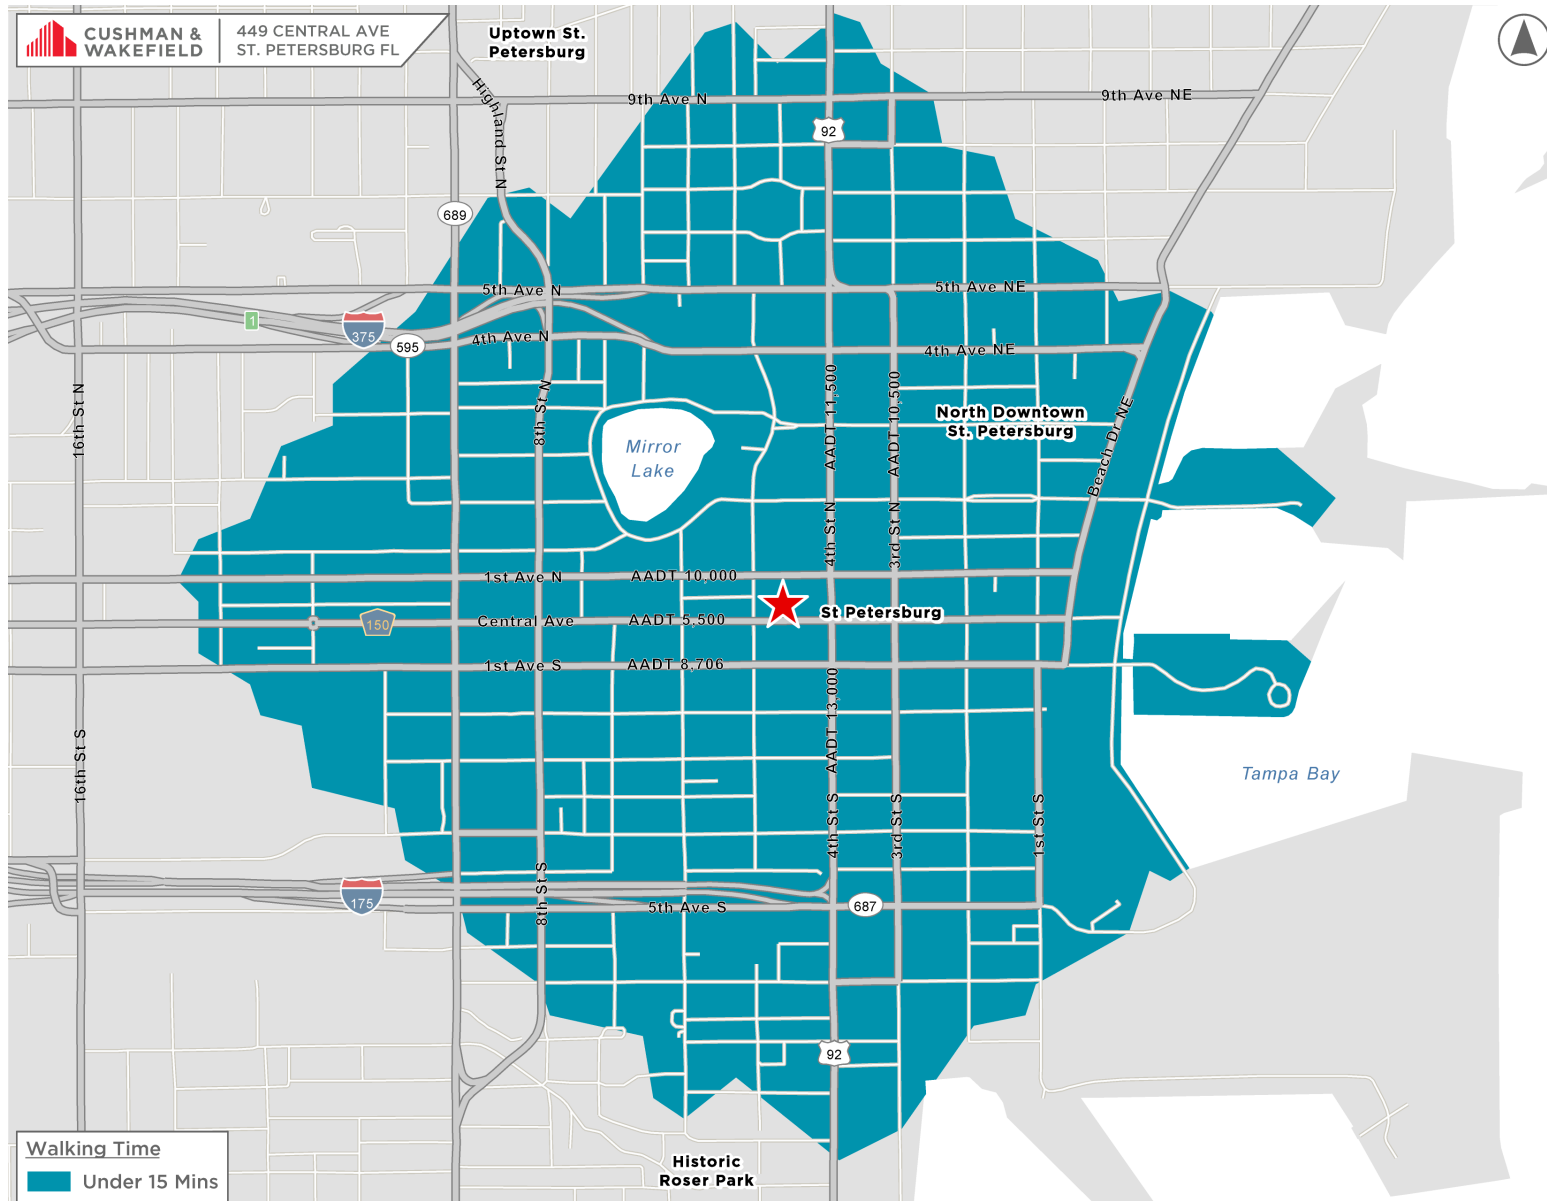 CUSHMAN &
WAKEFIELD
449 CENTRAL AVE
ST. PETERSBURG FL
Uptown St.
Petersburg
Highland St N
9th Ave N
9th Ave NE
92
689
5th Ave N
5th Ave NE
1
375
595
4th Ave N
4th Ave NE
16th St N
8th St N
Mirror
Lake
AADT 11,500
AADT 10,500
North Downtown
St. Petersburg
Beach Dr NE
4th St N
3rd St N
1st Ave N
AADT 10,000
150
Central Ave
AADT 5,500
St Petersburg
1st Ave S
AADT 8,706
AADT 13,000
16th St S
Tampa Bay
4th St S
3rd St S
1st St S
8th St S
175
5th Ave S
687
92
Historic
Roser Park
Walking Time
Under 15 Mins